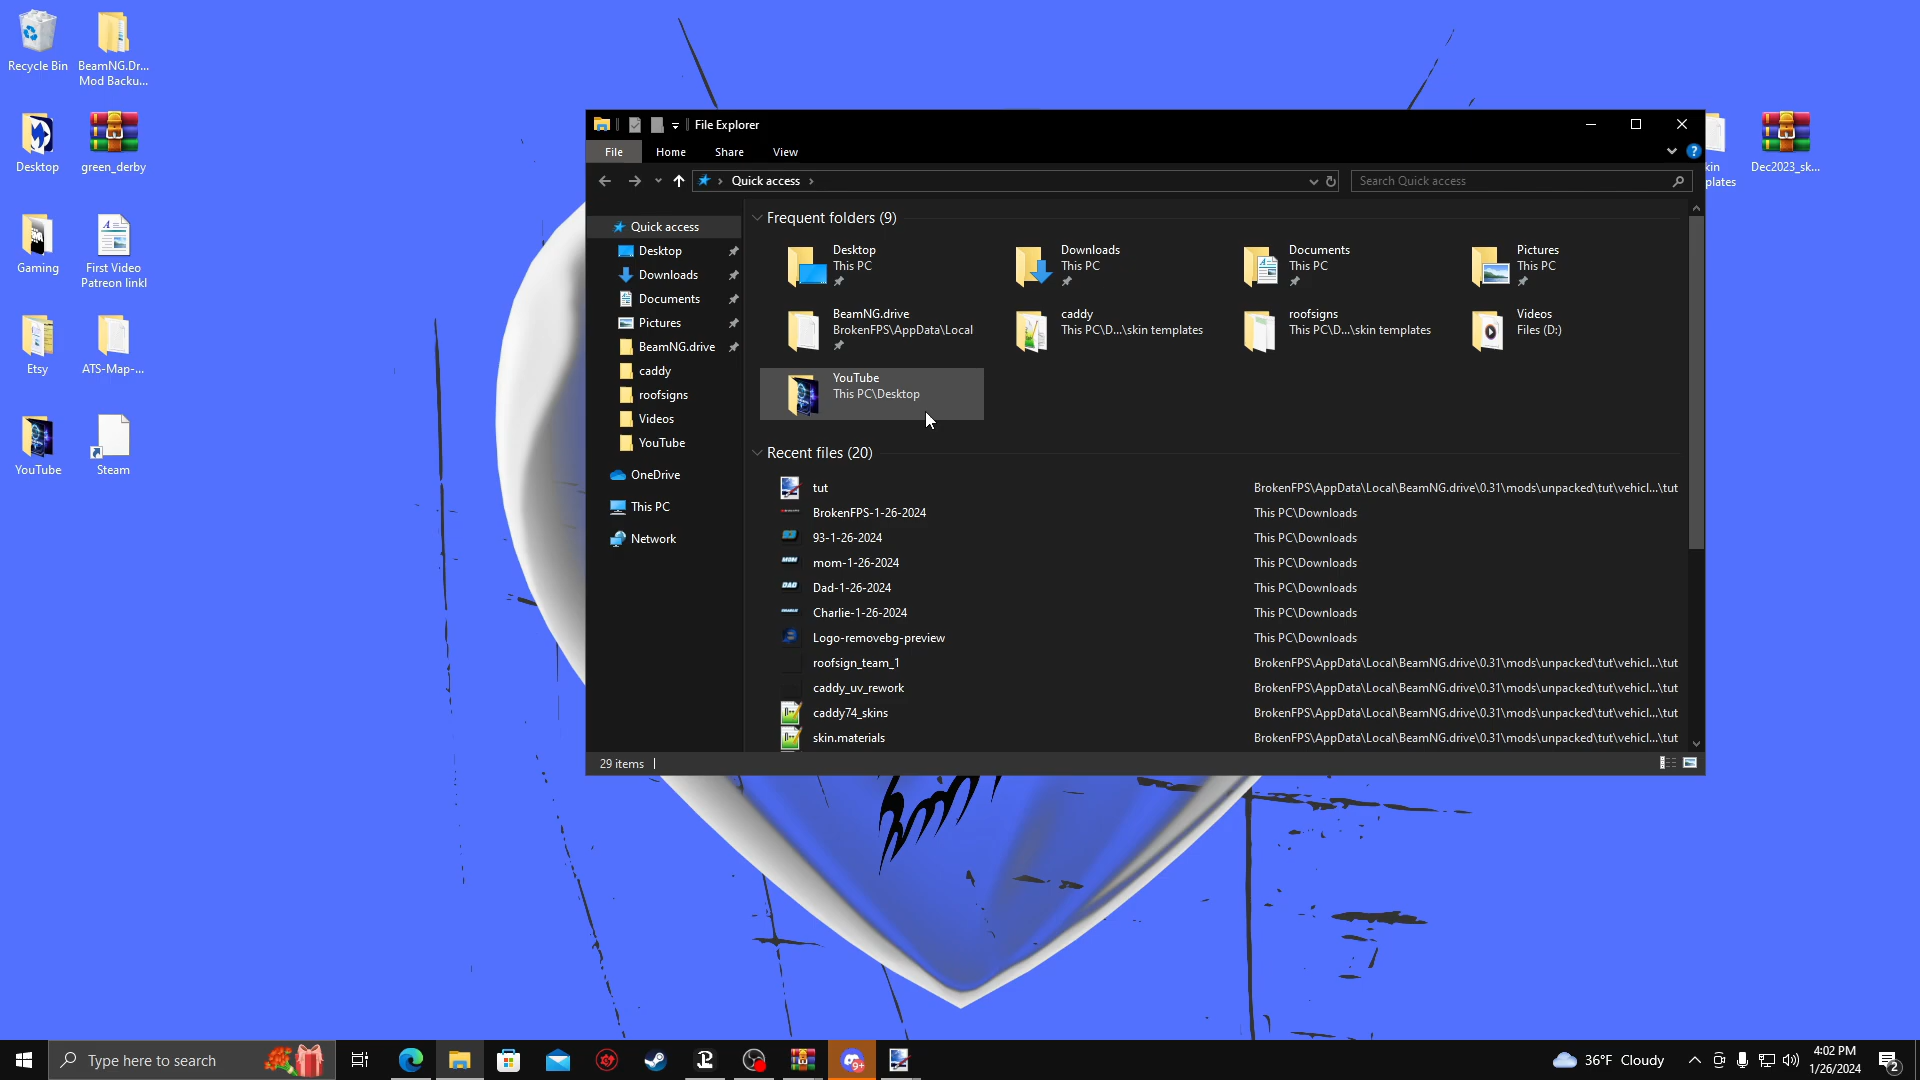 Recycle Bin
BeamNG.Dr...
Mod Backu...
Desktop
green_derby
Gaming
First Video
Patreon linkl
Etsy
ATS-Map-...
YouTube
Steam
Dec2023_sk...
File Explorer
File
Home
Share
View
Quick access
Search Quick access
Quick access
Desktop
Downloads
Documents
Pictures
BeamNG.drive
caddy
roofsigns
Videos
YouTube
OneDrive
This PC
Network
Frequent folders (9)
Desktop
This PC
Downloads
This PC
Documents
This PC
Pictures
This PC
BeamNG.drive
BrokenFPS\AppData\Local
caddy
This PC\D...\skin templates
roofsigns
This PC\D...\skin templates
Videos
Files (D:)
YouTube
This PC\Desktop
Recent files (20)
tut BrokenFPS\AppData\Local\BeamNG.drive\0.31\mods\unpacked\tut\vehicl...\tut
BrokenFPS-1-26-2024 This PC\Downloads
93-1-26-2024 This PC\Downloads
mom-1-26-2024 This PC\Downloads
Dad-1-26-2024 This PC\Downloads
Charlie-1-26-2024 This PC\Downloads
Logo-removebg-preview This PC\Downloads
roofsign_team_1 BrokenFPS\AppData\Local\BeamNG.drive\0.31\mods\unpacked\tut\vehicl...\tut
caddy_uv_rework BrokenFPS\AppData\Local\BeamNG.drive\0.31\mods\unpacked\tut\vehicl...\tut
caddy74_skins BrokenFPS\AppData\Local\BeamNG.drive\0.31\mods\unpacked\tut\vehicl...\tut
skin.materials BrokenFPS\AppData\Local\BeamNG.drive\0.31\mods\unpacked\tut\vehicl...\tut
29 items
Type here to search
9+
36°F Cloudy
4:02 PM
1/26/2024
2